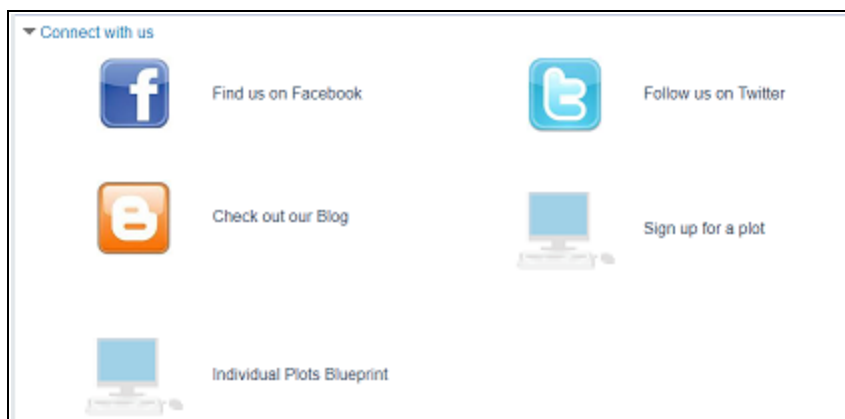 Connect with us
Find us on Facebook
Follow us on Twitter
Check out our Blog
Sign up for a plot
Individual Plots Blueprint